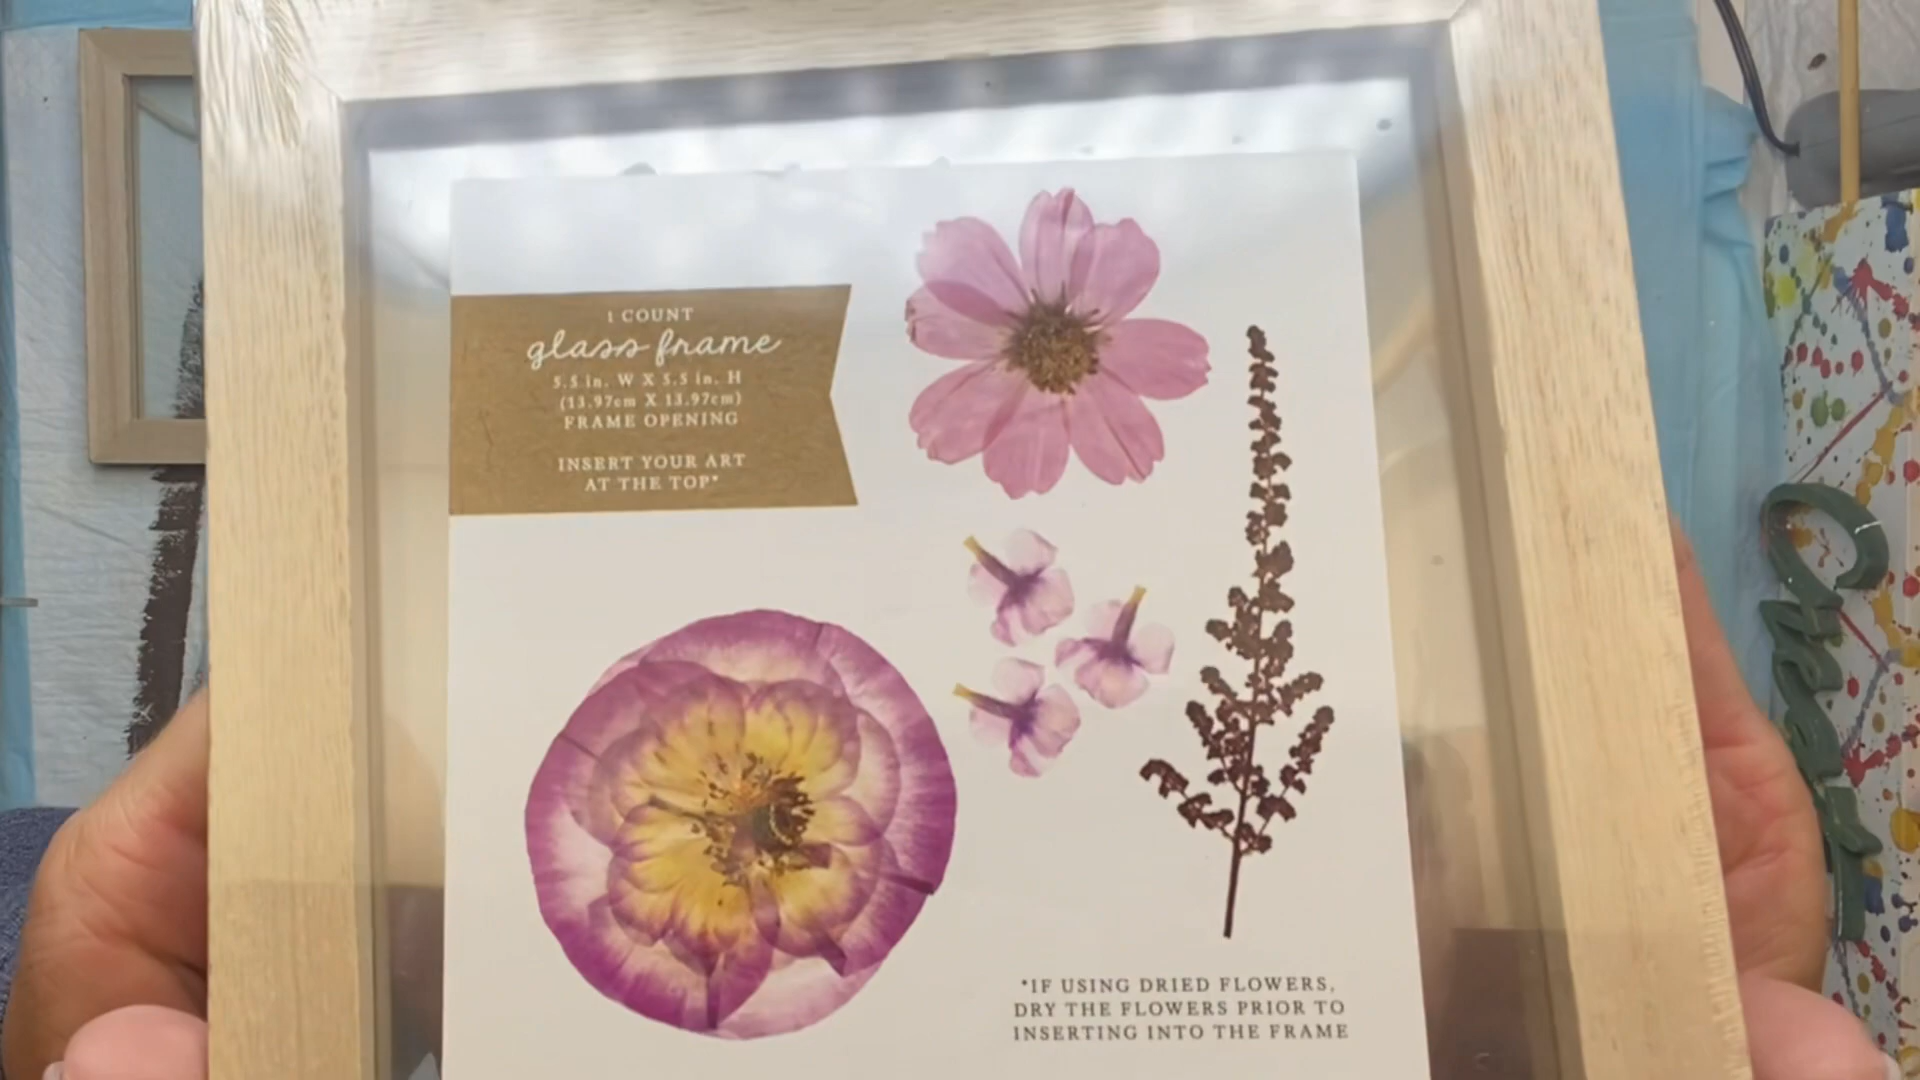 1 COUNT
glass frame
5.5 in. W X 5.5 in. H
(13.97cm X 13.97cm)
FRAME OPENING
INSERT YOUR ART
AT THE TOP*
*IF USING DRIED FLOWERS,
DRY THE FLOWERS PRIOR TO
INSERTING INTO THE FRAME